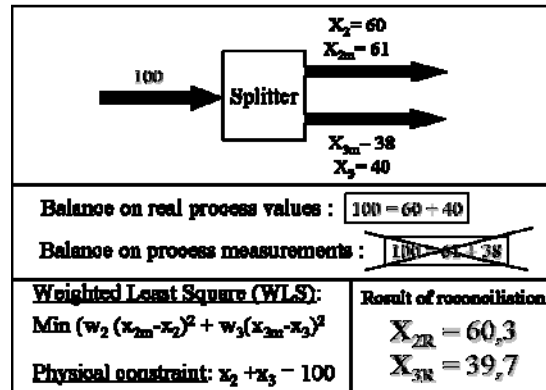 X₂= 60
X₂ₘ= 61
100
Splitter
X₃ₘ= 38
X₃= 40
Balance on real process values : 100 = 60 + 40
Balance on process measurements : 100 = 61 + 38
Weighted Least Square (WLS):
Min (w₂ (x₂ₘ-x₂)² + w₃(x₃ₘ-x₃)²
Physical constraint: x₂ +x₃ = 100
Result of reconciliation
X₂R = 60,3
X₃R = 39,7